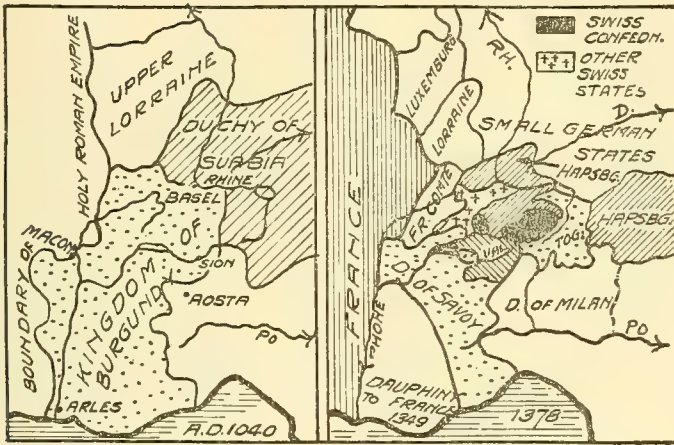 HOLY ROMAN EMPIRE
BOUNDARY OF
UPPER
LORRAINE
DUCHY OF
SUABIA
RHINE
BASEL
MACON
OF
SION
KINGDOM
BURGUNDY
AOSTA
PO
ARLES
A.D. 1040
SWISS
CONFEDN.
OTHER
SWISS
STATES
RH.
LUXEMBURG
LORRAINE
D.
SMALL GERMAN
STATES
HAPSBG.
HAPSBG.
FR. COMTE
FRANCE
TOG.
VAL.
D. OF SAVOY
D. OF MILAN
PO
RHONE
DAUPHINY
TO FRANCE
1349
1378